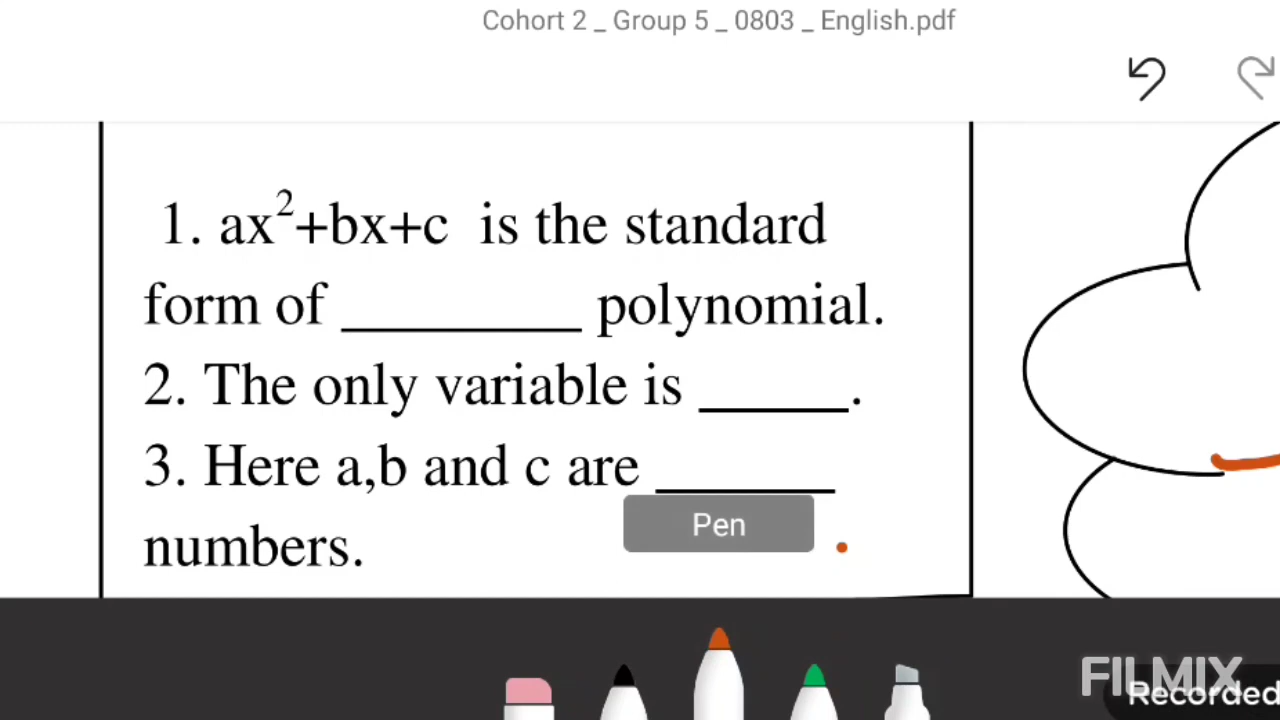 Cohort 2 _ Group 5 _ 0803 _ English.pdf
1. ax²+bx+c is the standard
form of ________ polynomial.
2. The only variable is _____.
3. Here a,b and c are ______
numbers.
Pen
FILMIX
Recorded